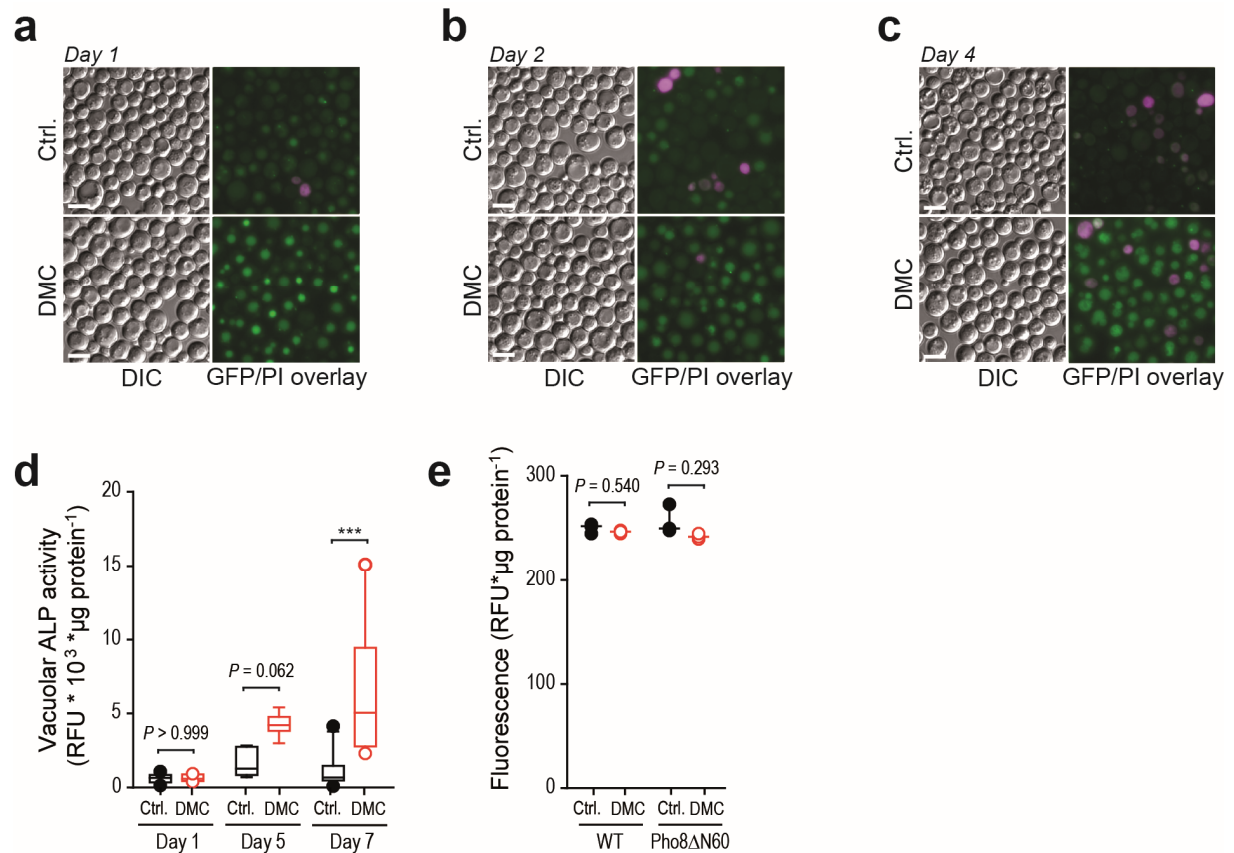 a
Day 1
Ctrl.
DMC
DIC GFP/PI overlay
b
Day 2
Ctrl.
DMC
DIC GFP/PI overlay
c
Day 4
Ctrl.
DMC
DIC GFP/PI overlay
d
Vacuolar ALP activity
(RFU * 10³ *µg protein⁻¹)
20
15
10
5
0
P > 0.999
P = 0.062
***
Ctrl. DMC Ctrl. DMC Ctrl. DMC
Day 1 Day 5 Day 7
e
Fluorescence (RFU*µg protein⁻¹)
300
200
100
0
P = 0.540
P = 0.293
Ctrl. DMC Ctrl. DMC
WT Pho8ΔN60